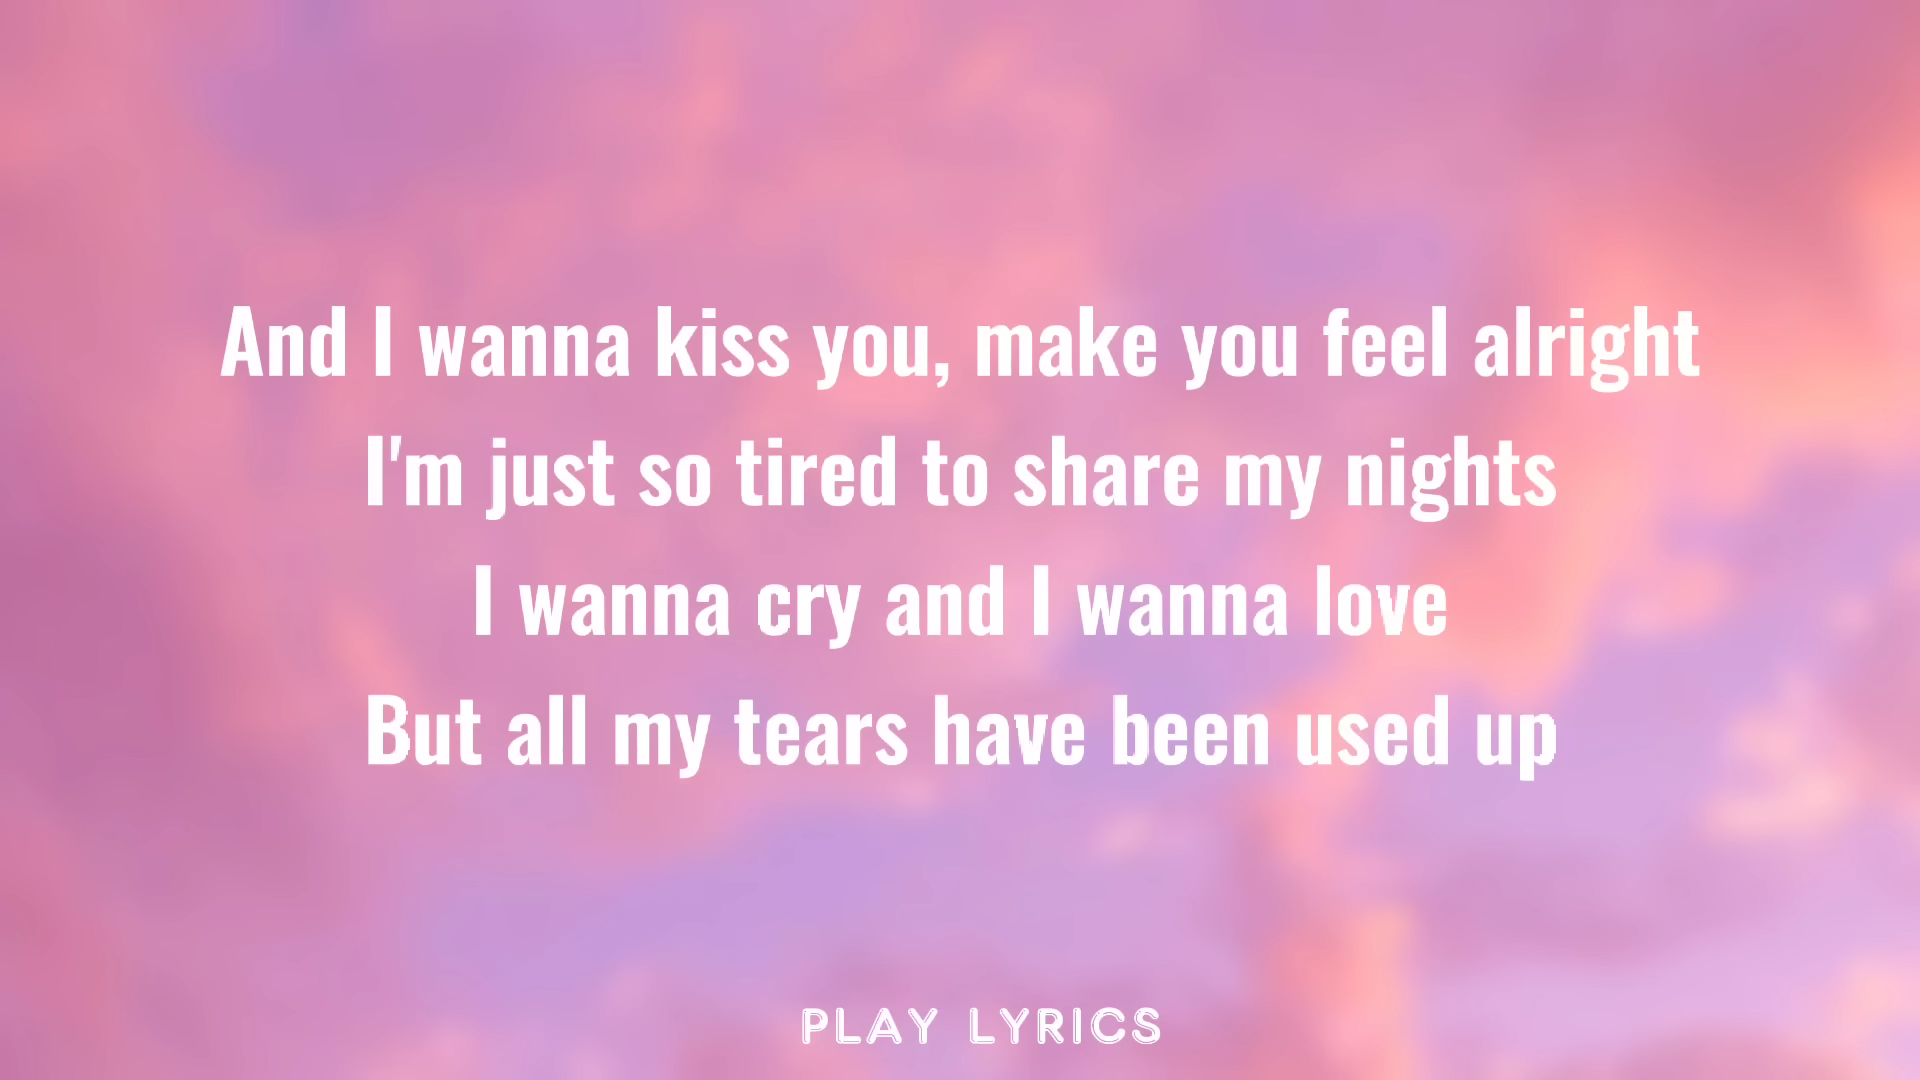 And I wanna kiss you, make you feel alright
I'm just so tired to share my nights
I wanna cry and I wanna love
But all my tears have been used up
PLAY LYRICS